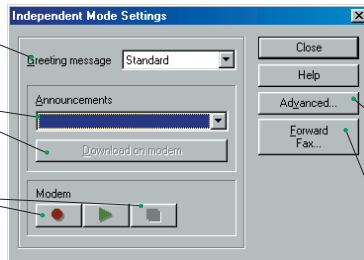 Independent Mode Settings
Greeting message Standard
Close
Help
Announcements
Advanced...
Download on modem
Forward
Fax...
Modem